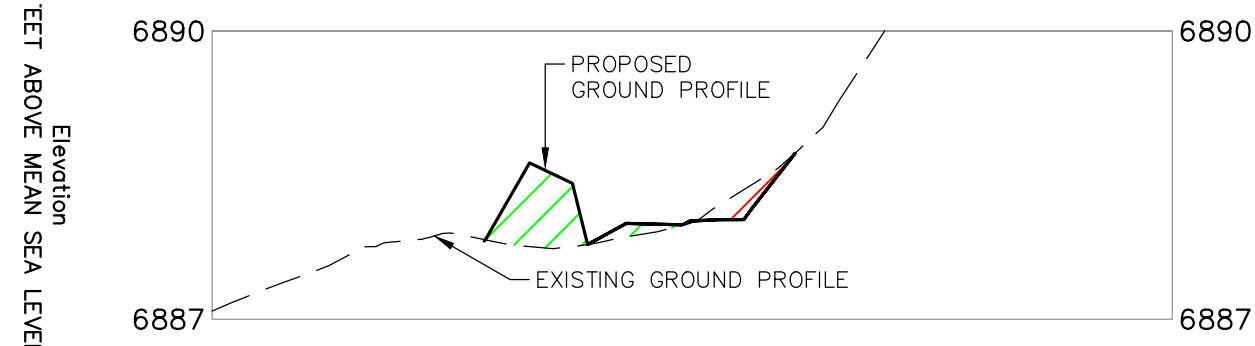 Elevation
ABOVE MEAN SEA
6890
6890
PROPOSED
GROUND PROFILE
EXISTING GROUND PROFILE
6887
6887